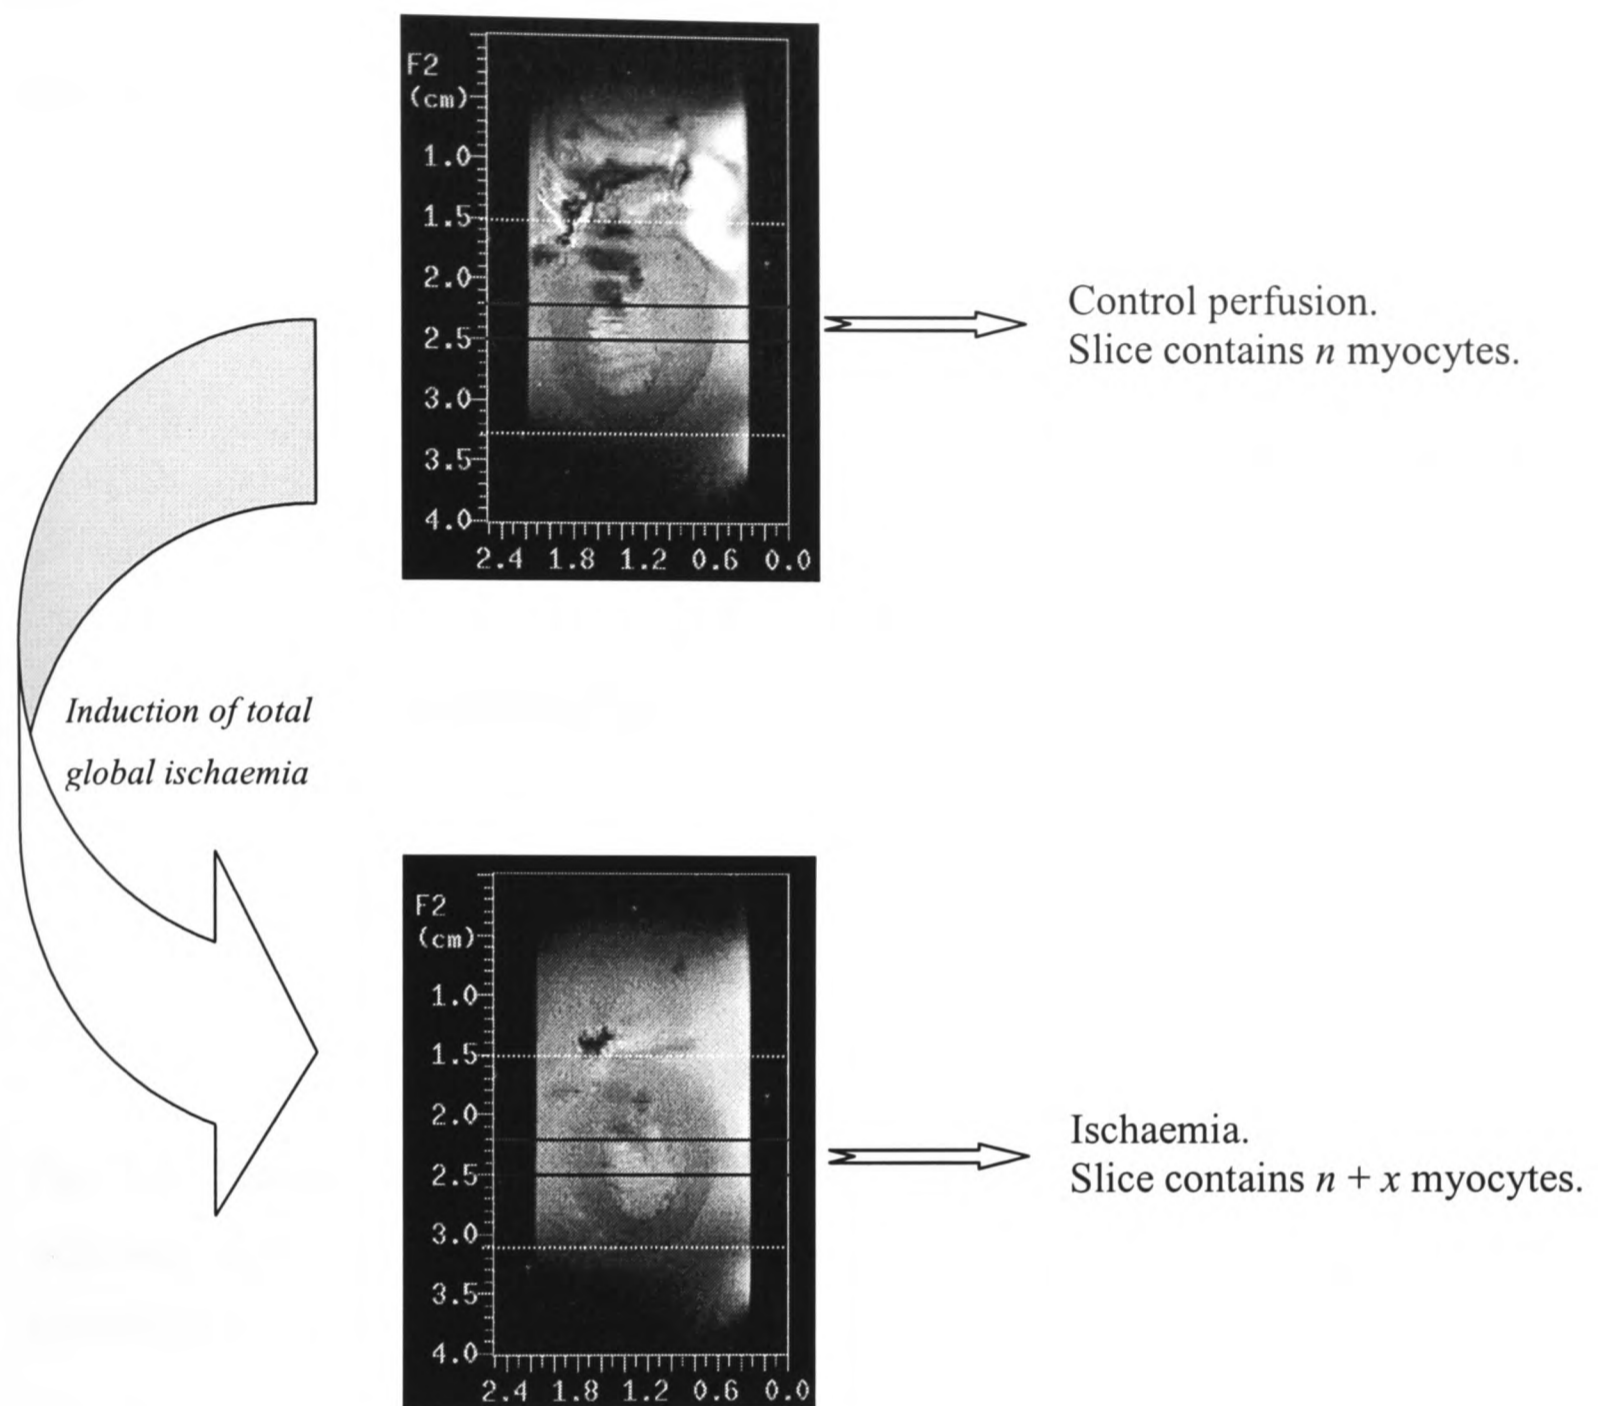 F2
(cm)
1.0
1.5
2.0
2.5
3.0
3.5
4.0
2.4 1.8 1.2 0.6 0.0
Control perfusion.
Slice contains n myocytes.
Induction of total
global ischaemia
F2
(cm)
1.0
1.5
2.0
2.5
3.0
3.5
4.0
2.4 1.8 1.2 0.6 0.0
Ischaemia.
Slice contains n + x myocytes.